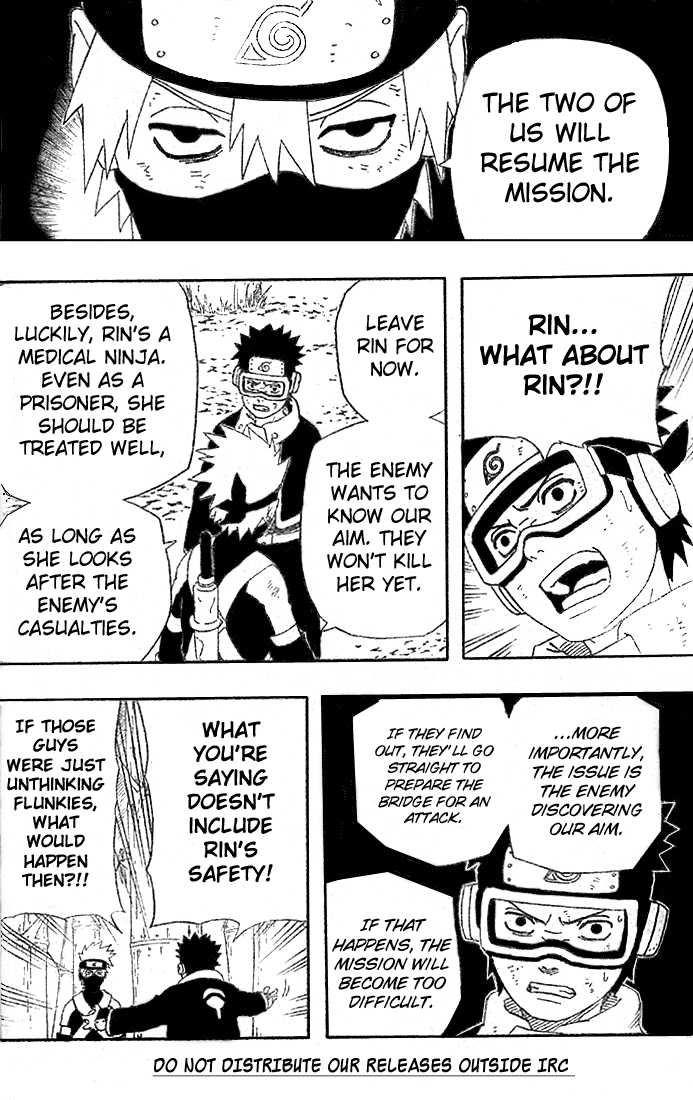 THE TWO OF
US WILL
RESUME THE
MISSION.
RIN...
WHAT ABOUT
RIN?!!
LEAVE
RIN FOR
NOW.
THE ENEMY
WANTS TO
KNOW OUR
AIM. THEY
WON'T KILL
HER YET.
BESIDES,
LUCKILY, RIN'S A
MEDICAL NINJA.
EVEN AS A
PRISONER, SHE
SHOULD BE
TREATED WELL,
AS LONG AS
SHE LOOKS
AFTER THE
ENEMY'S
CASUALTIES.
...MORE
IMPORTANTLY,
THE ISSUE IS
THE ENEMY
DISCOVERING
OUR AIM.
IF THEY FIND
OUT, THEY'LL GO
STRAIGHT TO
PREPARE THE
BRIDGE FOR AN
ATTACK.
IF THAT
HAPPENS, THE
MISSION WILL
BECOME TOO
DIFFICULT.
WHAT
YOU'RE
SAYING
DOESN'T
INCLUDE
RIN'S
SAFETY!
IF THOSE
GUYS
WERE JUST
UNTHINKING
FLUNKIES,
WHAT
WOULD
HAPPEN
THEN?!!
DO NOT DISTRIBUTE OUR RELEASES OUTSIDE IRC